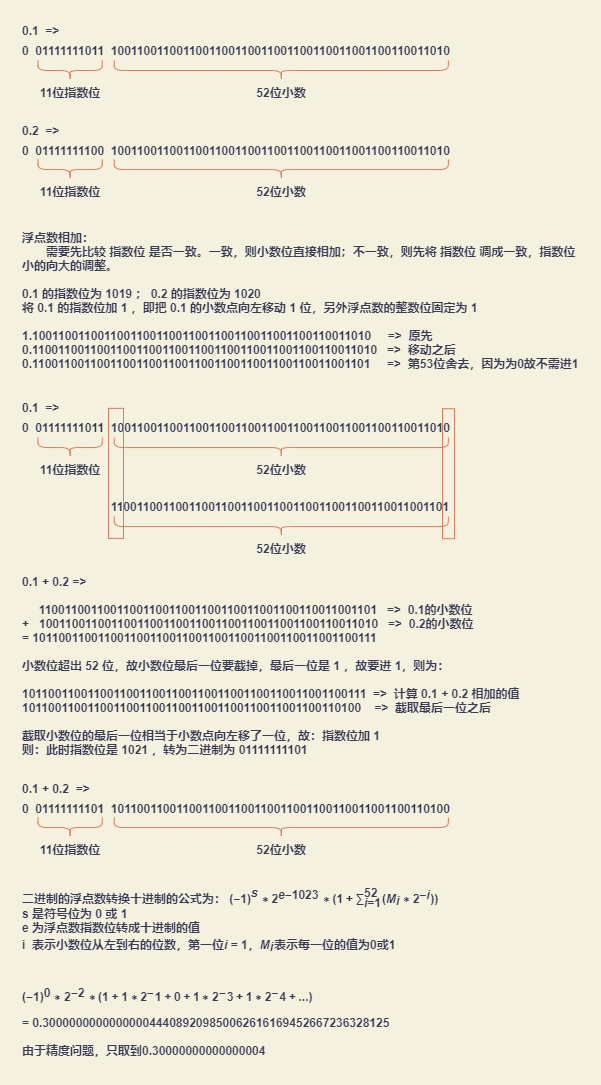 0.1 =>
0 01111111011 1001100110011001100110011001100110011001100110011010
11位指数位 52位小数
0.2 =>
0 01111111100 1001100110011001100110011001100110011001100110011010
11位指数位 52位小数
浮点数相加：
需要先比较 指数位 是否一致。一致，则小数位直接相加；不一致，则先将 指数位 调成一致，指数位
小的向大的调整。
0.1 的指数位为 1019 ； 0.2 的指数位为 1020
将 0.1 的指数位加 1 ，即把 0.1 的小数点向左移动 1 位，另外浮点数的整数位固定为 1
1.1001100110011001100110011001100110011001100110011010 => 原先
0.11001100110011001100110011001100110011001100110011010 => 移动之后
0.1100110011001100110011001100110011001100110011001101 => 第53位舍去，因为为0故不需进1
0.1 =>
0 01111111011 1001100110011001100110011001100110011001100110011010
11位指数位 52位小数
1100110011001100110011001100110011001100110011001101
52位小数
0.1 + 0.2 =>
1100110011001100110011001100110011001100110011001101 => 0.1的小数位
+ 1001100110011001100110011001100110011001100110011010 => 0.2的小数位
= 10110011001100110011001100110011001100110011001100111
小数位超出 52 位，故小数位最后一位要截掉，最后一位是 1 ，故要进 1，则为：
10110011001100110011001100110011001100110011001100111 => 计算 0.1 + 0.2 相加的值
1011001100110011001100110011001100110011001100110100 => 截取最后一位之后
截取小数位的最后一位相当于小数点向左移了一位，故：指数位加 1
则：此时指数位是 1021 ，转为二进制为 01111111101
0.1 + 0.2 =>
0 01111111101 1011001100110011001100110011001100110011001100110100
11位指数位 52位小数
二进制的浮点数转换十进制的公式为： (−1)^s ∗ 2^(e−1023) ∗ (1 + ∑_{i=1}^{52}(M_i ∗ 2^(−i)))
s 是符号位为 0 或 1
e 为浮点数指数位转成十进制的值
i 表示小数位从左到右的位数，第一位i = 1，M_i表示每一位的值为0或1
(−1)^0 ∗ 2^−2 ∗ (1 + 1 ∗ 2^−1 + 0 + 1 ∗ 2^−3 + 1 ∗ 2^−4 + ...)
= 0.3000000000000000444089209850062616169452667236328125
由于精度问题，只取到0.30000000000000004